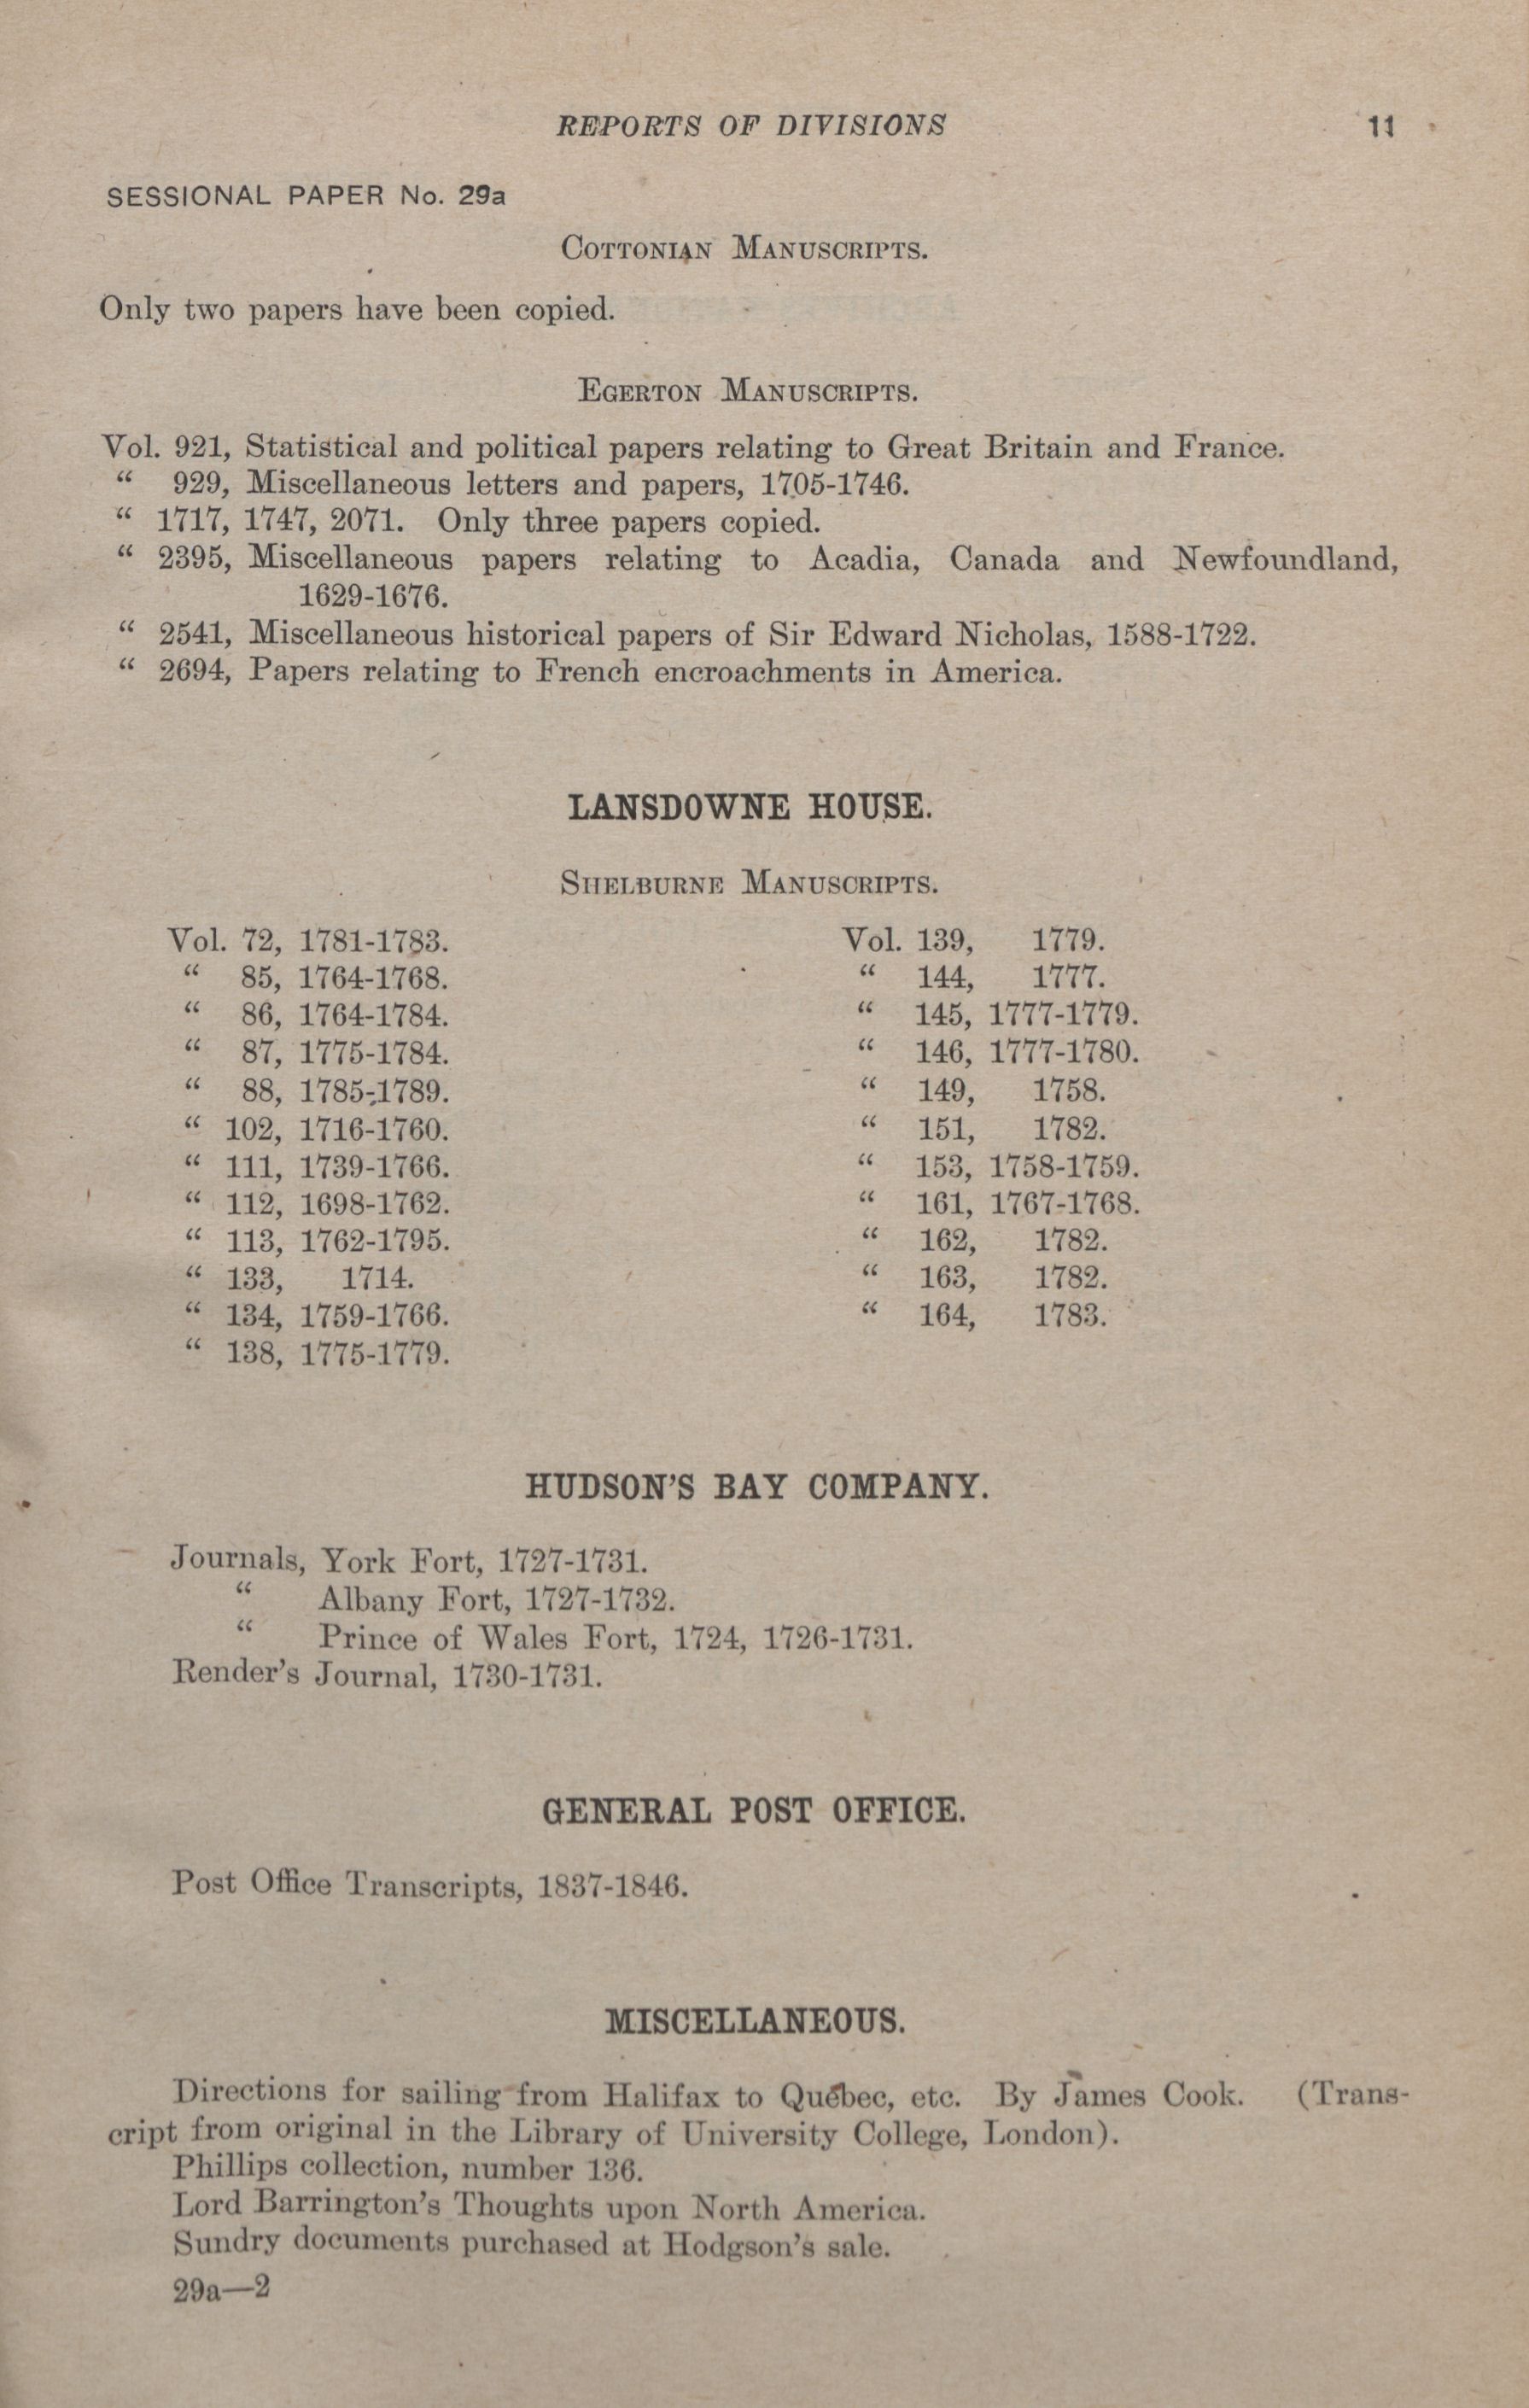 REPORTS OF DIVISIONS 11
SESSIONAL PAPER No. 29a
COTTONIAN MANUSCRIPTS.
Only two papers have been copied.
EGERTON MANUSCRIPTS.
Vol. 921, Statistical and political papers relating to Great Britain and France.
“ 929, Miscellaneous letters and papers, 1705-1746.
“ 1717, 1747, 2071. Only three papers copied.
“ 2395, Miscellaneous papers relating to Acadia, Canada and Newfoundland,
1629-1676.
“ 2541, Miscellaneous historical papers of Sir Edward Nicholas, 1588-1722.
“ 2694, Papers relating to French encroachments in America.
LANSDOWNE HOUSE.
SHELBURNE MANUSCRIPTS.
Vol. 72, 1781-1783.
“ 85, 1764-1768.
“ 86, 1764-1784.
“ 87, 1775-1784.
“ 88, 1785-1789.
“ 102, 1716-1760.
“ 111, 1739-1766.
“ 112, 1698-1762.
“ 113, 1762-1795.
“ 133, 1714.
“ 134, 1759-1766.
“ 138, 1775-1779.
Vol. 139, 1779.
“ 144, 1777.
“ 145, 1777-1779.
“ 146, 1777-1780.
“ 149, 1758.
“ 151, 1782.
“ 153, 1758-1759.
“ 161, 1767-1768.
“ 162, 1782.
“ 163, 1782.
“ 164, 1783.
HUDSON'S BAY COMPANY.
Journals, York Fort, 1727-1731.
“ Albany Fort, 1727-1732.
“ Prince of Wales Fort, 1724, 1726-1731.
Render's Journal, 1730-1731.
GENERAL POST OFFICE.
Post Office Transcripts, 1837-1846.
MISCELLANEOUS.
Directions for sailing from Halifax to Québec, etc. By James Cook. (Trans-
cript from original in the Library of University College, London).
Phillips collection, number 136.
Lord Barrington's Thoughts upon North America.
Sundry documents purchased at Hodgson's sale.
29a—2